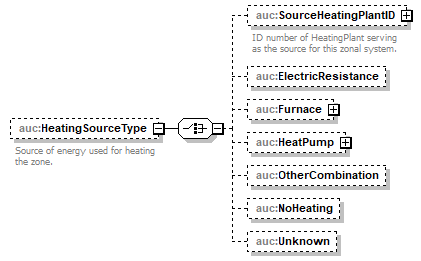 auc:SourceHeatingPlantID
ID number of HeatingPlant serving
as the source for this zonal system.
auc:ElectricResistance
auc:Furnace
auc:HeatingSourceType
Source of energy used for heating
the zone.
auc:HeatPump
auc:OtherCombination
auc:NoHeating
auc:Unknown